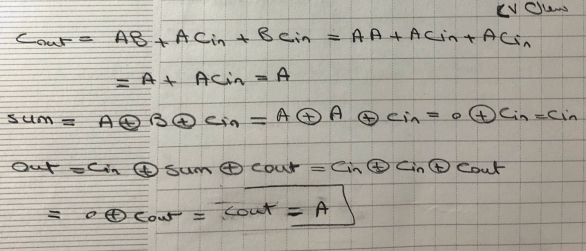 Cout = AB + ACin + BCin = AA + ACin + ACin
= A + ACin = A
sum = A ⊕ B ⊕ Cin = A ⊕ A ⊕ Cin = 0 ⊕ Cin = Cin
out = Cin ⊕ sum ⊕ Cout = Cin ⊕ Cin ⊕ Cout
= 0 ⊕ Cout = Cout = A